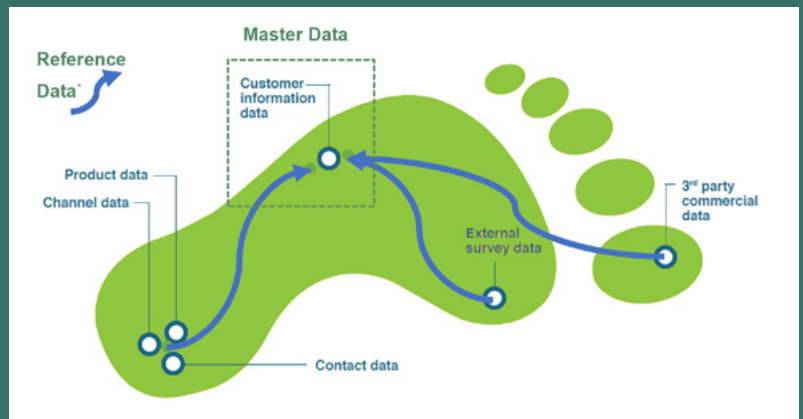 Master Data
Reference
Data`
Customer
information
data
Product data
Channel data
3rd party
commercial
data
External
survey data
Contact data